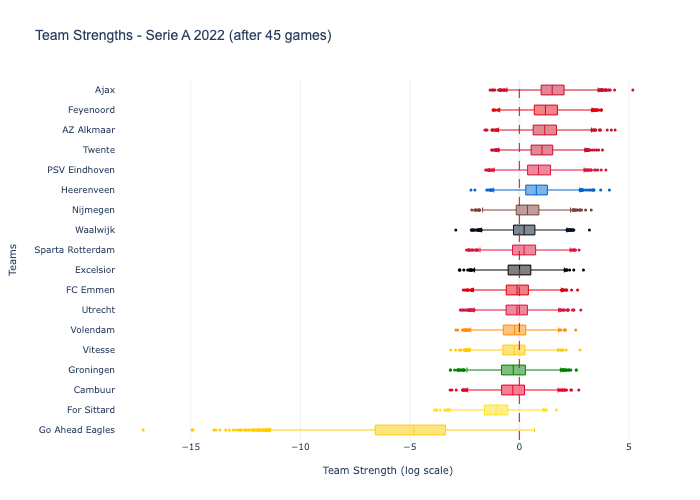 Team Strengths - Serie A 2022 (after 45 games)
Ajax
Feyenoord
AZ Alkmaar
Twente
PSV Eindhoven
Heerenveen
Nijmegen
Waalwijk
Sparta Rotterdam
Excelsior
FC Emmen
Utrecht
Volendam
Vitesse
Groningen
Cambuur
For Sittard
Go Ahead Eagles
Teams
−15 −10 −5 0 5
Team Strength (log scale)